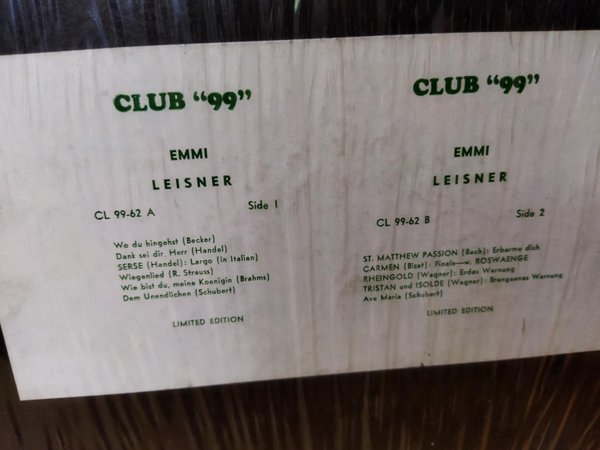 CLUB "99"
EMMI
LEISNER
CL 99-62 A Side 1
Wo du hingehst (Becker)
Dank sei dir, Herr (Handel)
SERSE (Handel): Largo (in Italian)
Wiegenlied (R. Strauss)
Wie bist du, meine Koenigin (Brahms)
Dem Unendlichen (Schubert)
LIMITED EDITION
CLUB "99"
EMMI
LEISNER
CL 99-62 B Side 2
ST. MATTHEW PASSION (Bach): Erbarme dich
CARMEN (Bizet): Finale—w. ROSWAENGE
RHEINGOLD (Wagner): Erdas Warnung
TRISTAN und ISOLDE (Wagner): Brangaenes Warnung
Ave Maria (Schubert)
LIMITED EDITION